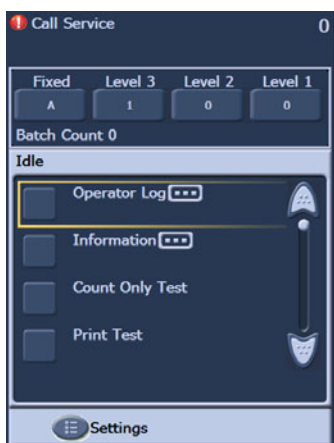 Call Service 0
Fixed Level 3 Level 2 Level 1
A 1 0 0
Batch Count 0
Idle
Operator Log
Information
Count Only Test
Print Test
Settings